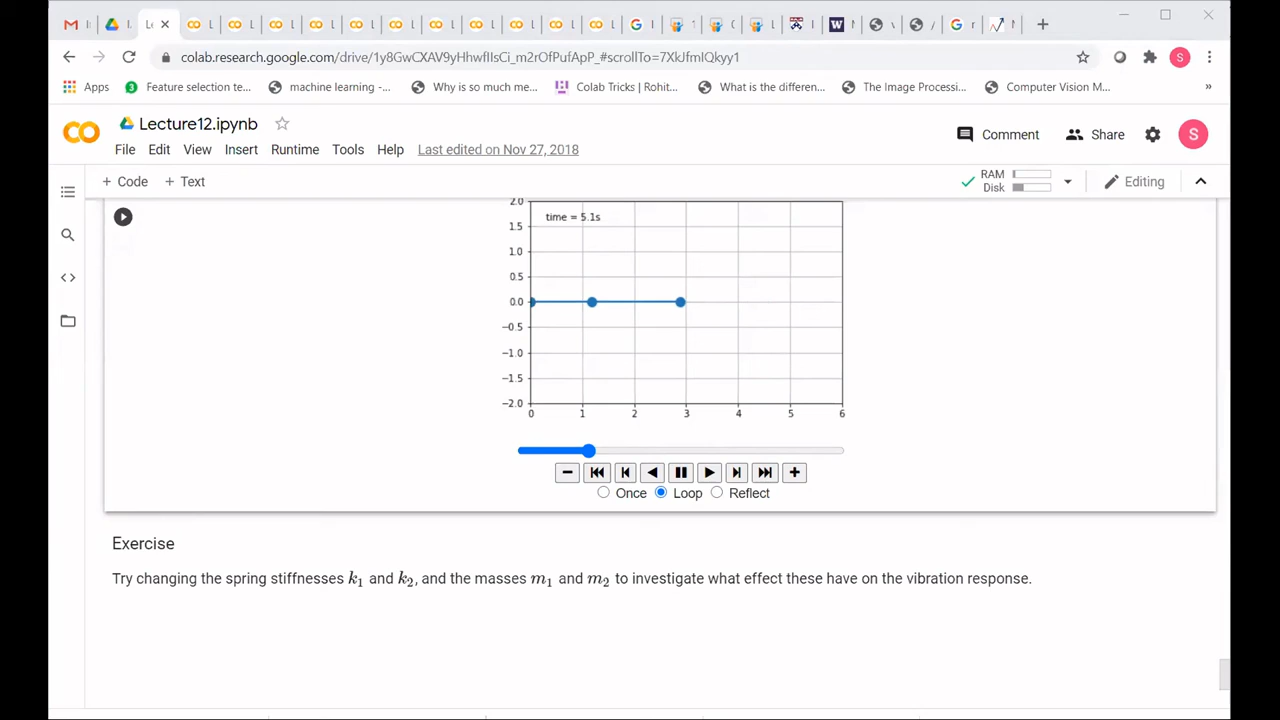 colab.research.google.com/drive/1y8GwCXAV9yHhwfIIsCi_m2rOfPufApP_#scrollTo=7XkJfmIQkyy1
S
Apps
3 Feature selection te...
machine learning -...
Why is so much me...
Colab Tricks | Rohit...
What is the differen...
The Image Processi...
Computer Vision M...
»
Lecture12.ipynb
Comment
Share
S
File Edit View Insert Runtime Tools Help Last edited on Nov 27, 2018
+ Code + Text
RAM
Disk
Editing
2.0
time = 5.1s
1.5
1.0
0.5
0.0
−0.5
−1.0
−1.5
−2.0
0 1 2 3 4 5 6
Once Loop Reflect
Exercise
Try changing the spring stiffnesses k₁ and k₂, and the masses m₁ and m₂ to investigate what effect these have on the vibration response.